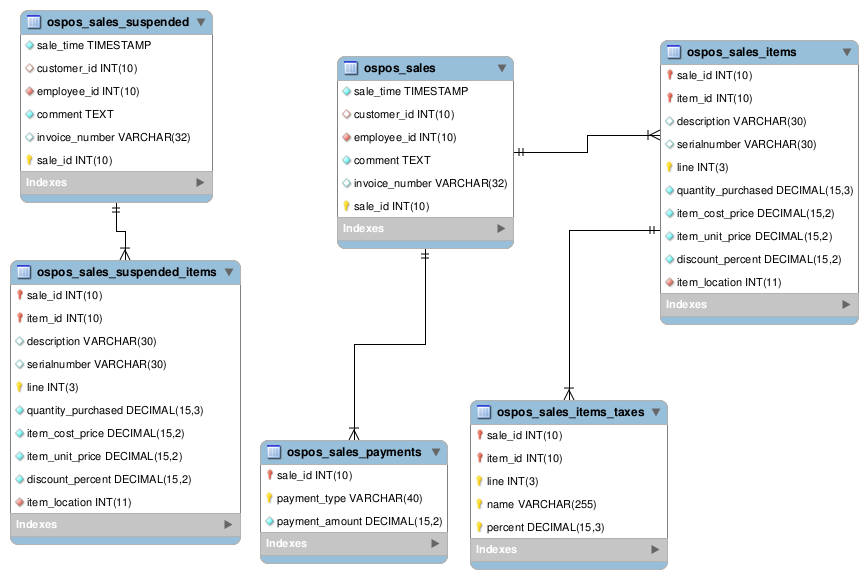 ospos_sales_suspended
sale_time TIMESTAMP
customer_id INT(10)
employee_id INT(10)
comment TEXT
invoice_number VARCHAR(32)
sale_id INT(10)
Indexes
ospos_sales
sale_time TIMESTAMP
customer_id INT(10)
employee_id INT(10)
comment TEXT
invoice_number VARCHAR(32)
sale_id INT(10)
Indexes
ospos_sales_items
sale_id INT(10)
item_id INT(10)
description VARCHAR(30)
serialnumber VARCHAR(30)
line INT(3)
quantity_purchased DECIMAL(15,3)
item_cost_price DECIMAL(15,2)
item_unit_price DECIMAL(15,2)
discount_percent DECIMAL(15,2)
item_location INT(11)
Indexes
ospos_sales_suspended_items
sale_id INT(10)
item_id INT(10)
description VARCHAR(30)
serialnumber VARCHAR(30)
line INT(3)
quantity_purchased DECIMAL(15,3)
item_cost_price DECIMAL(15,2)
item_unit_price DECIMAL(15,2)
discount_percent DECIMAL(15,2)
item_location INT(11)
Indexes
ospos_sales_payments
sale_id INT(10)
payment_type VARCHAR(40)
payment_amount DECIMAL(15,2)
Indexes
ospos_sales_items_taxes
sale_id INT(10)
item_id INT(10)
line INT(3)
name VARCHAR(255)
percent DECIMAL(15,3)
Indexes